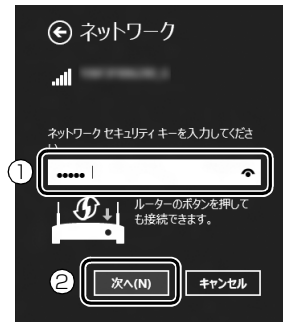 ネットワーク
ネットワーク セキュリティ キーを入力してくださ
い
①
•••••
ルーターのボタンを押して
も接続できます。
②
次へ(N)
キャンセル